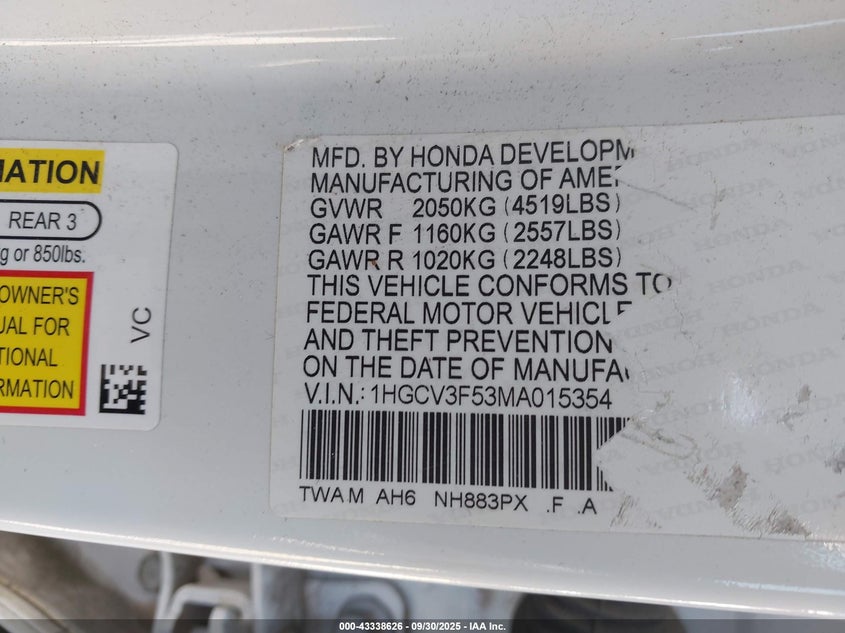 MATION
REAR 3
g or 850lbs.
OWNER'S
UAL FOR
TIONAL
RMATION
VC
MFD. BY HONDA DEVELOPM
MANUFACTURING OF AMER
GVWR 2050KG (4519LBS)
GAWR F 1160KG (2557LBS)
GAWR R 1020KG (2248LBS)
THIS VEHICLE CONFORMS TO
FEDERAL MOTOR VEHICLE
AND THEFT PREVENTION
ON THE DATE OF MANUFA
V.I.N.: 1HGCV3F53MA015354
TWAM AH6 NH883PX .F .A
000-43338626 - 09/30/2025 - IAA Inc.